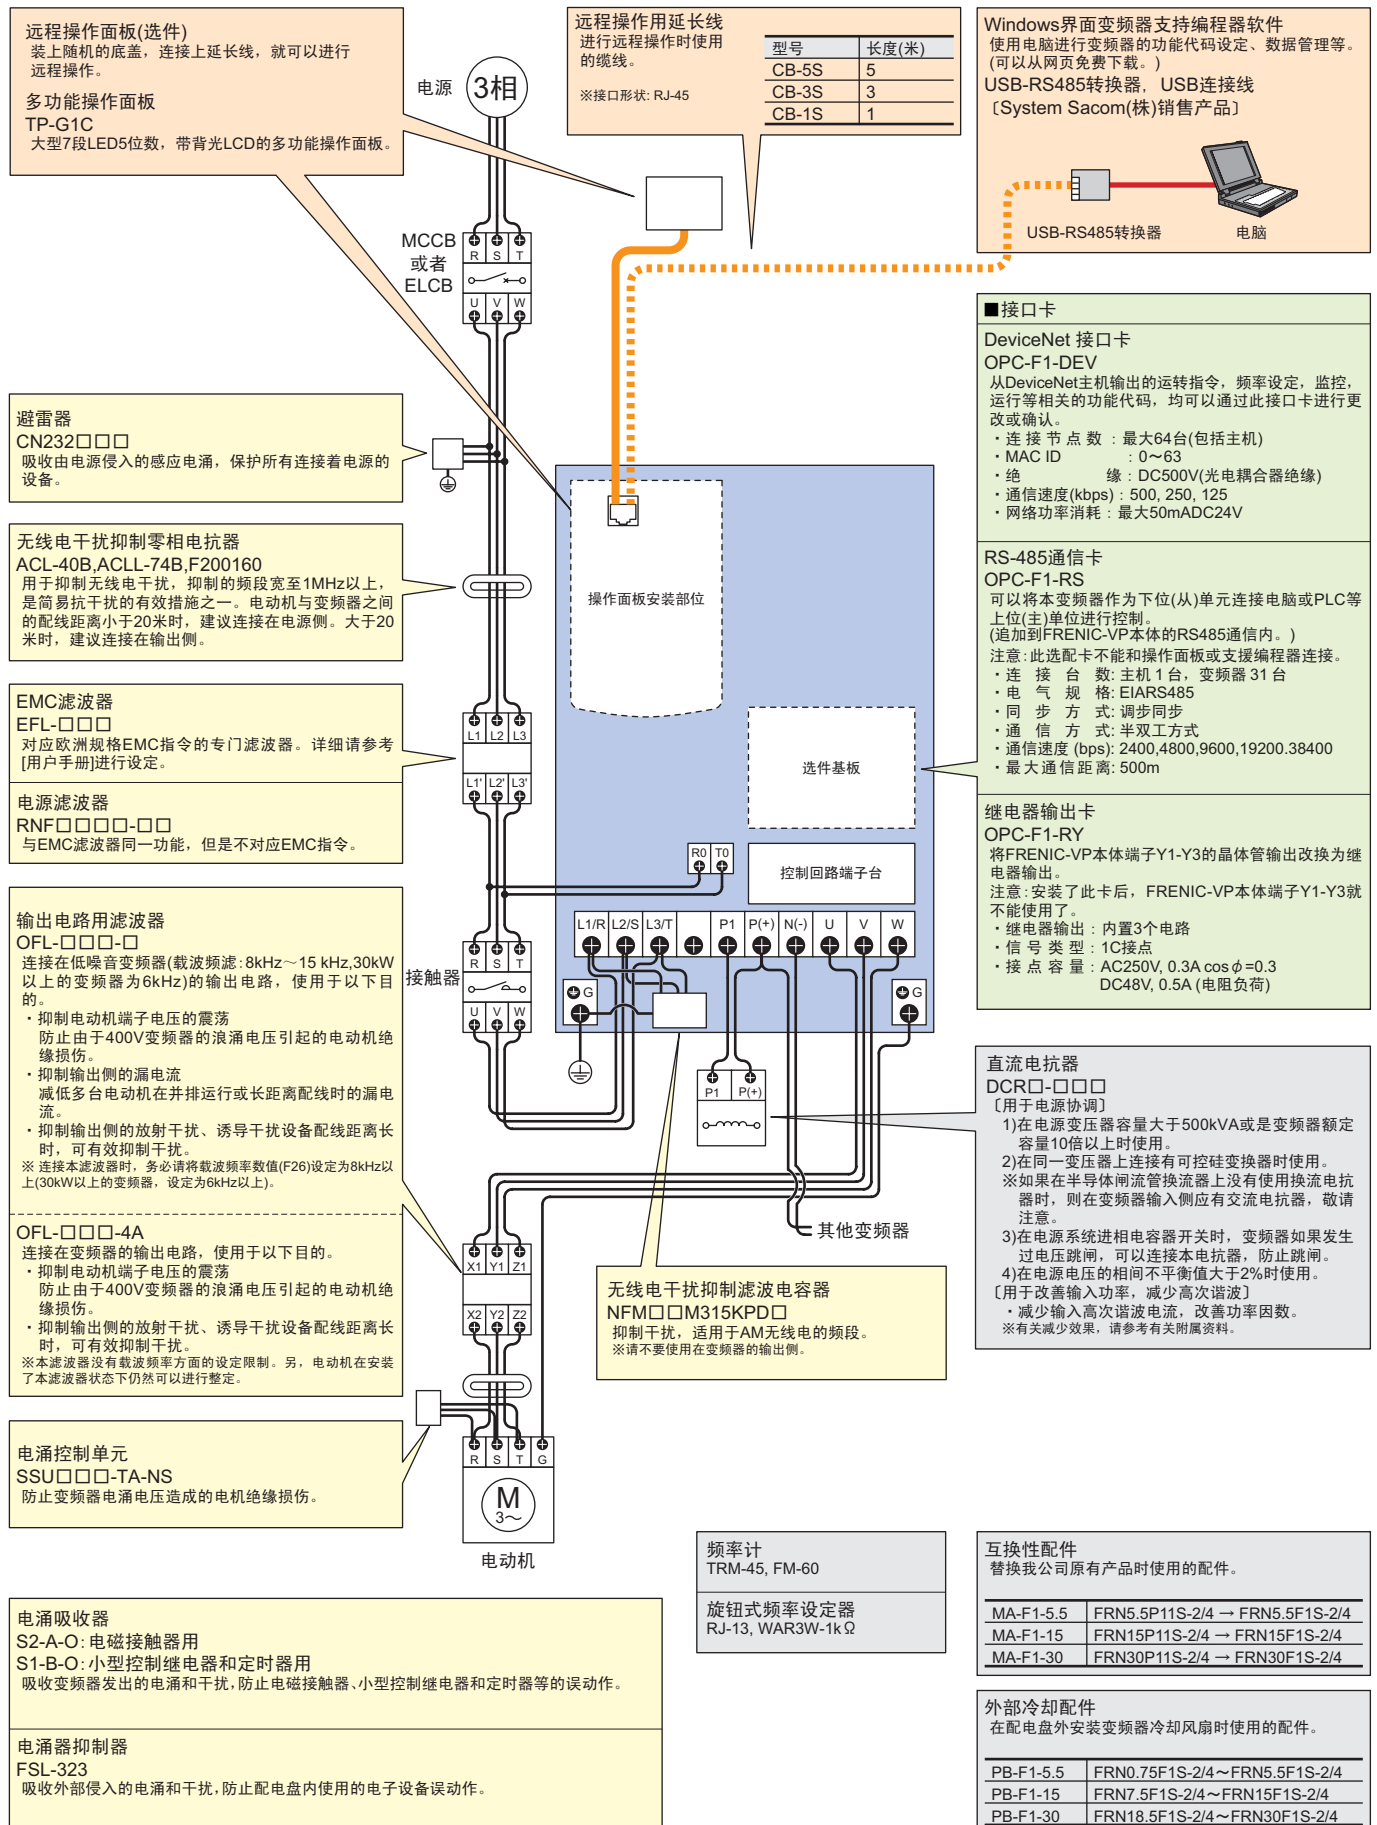 远程操作面板(选件)
装上随机的底盖，连接上延长线，就可以进行
远程操作。
多功能操作面板
TP-G1C
大型7段LED5位数，带背光LCD的多功能操作面板。
电源
3相
远程操作用延长线
进行远程操作时使用
的缆线。
※接口形状: RJ-45
型号 长度(米)
CB-5S 5
CB-3S 3
CB-1S 1
Windows界面变频器支持编程器软件
使用电脑进行变频器的功能代码设定、数据管理等。
(可以从网页免费下载。)
USB-RS485转换器，USB连接线
〔System Sacom(株)销售产品〕
USB-RS485转换器
电脑
MCCB
或者
ELCB
R S T
U V W
■接口卡
DeviceNet 接口卡
OPC-F1-DEV
从DeviceNet主机输出的运转指令，频率设定，监控，
运行等相关的功能代码，均可以通过此接口卡进行更
改或确认。
・连接节点数：最大64台(包括主机)
・MAC ID ：0～63
・绝 缘：DC500V(光电耦合器绝缘)
・通信速度(kbps)：500, 250, 125
・网络功率消耗：最大50mADC24V
RS-485通信卡
OPC-F1-RS
可以将本变频器作为下位(从)单元连接电脑或PLC等
上位(主)单位进行控制。
(追加到FRENIC-VP本体的RS485通信内。)
注意:此选配卡不能和操作面板或支援编程器连接。
・连 接 台 数: 主机 1 台，变频器 31 台
・电 气 规 格: EIARS485
・同 步 方 式: 调步同步
・通 信 方 式: 半双工方式
・通信速度 (bps): 2400,4800,9600,19200.38400
・最大通信距离: 500m
继电器输出卡
OPC-F1-RY
将FRENIC-VP本体端子Y1-Y3的晶体管输出改换为继
电器输出。
注意:安装了此卡后，FRENIC-VP本体端子Y1-Y3就
不能使用了。
・继电器输出：内置3个电路
・信号类型：1C接点
・接点容量：AC250V, 0.3A cosφ=0.3
DC48V, 0.5A (电阻负荷)
避雷器
CN232□□□
吸收由电源侵入的感应电涌，保护所有连接着电源的
设备。
无线电干扰抑制零相电抗器
ACL-40B,ACLL-74B,F200160
用于抑制无线电干扰，抑制的频段宽至1MHz以上，
是简易抗干扰的有效措施之一。电动机与变频器之间
的配线距离小于20米时，建议连接在电源侧。大于20
米时，建议连接在输出侧。
EMC滤波器
EFL-□□□
对应欧洲规格EMC指令的专门滤波器。详细请参考
[用户手册]进行设定。
电源滤波器
RNF□□□□-□□
与EMC滤波器同一功能，但是不对应EMC指令。
L1 L2 L3
L1' L2' L3'
操作面板安装部位
选件基板
R0 T0
控制回路端子台
L1/R L2/S L3/T P1 P(+) N(-) U V W
G
G
输出电路用滤波器
OFL-□□□-□
连接在低噪音变频器(载波频滤:8kHz～15 kHz,30kW
以上的变频器为6kHz)的输出电路，使用于以下目
的。
・抑制电动机端子电压的震荡
防止由于400V变频器的浪涌电压引起的电动机绝
缘损伤。
・抑制输出侧的漏电流
减低多台电动机在并排运行或长距离配线时的漏电
流。
・抑制输出侧的放射干扰、诱导干扰设备配线距离长
时，可有效抑制干扰。
※ 连接本滤波器时，务必请将载波频率数值(F26)设定为8kHz以
上(30kW以上的变频器，设定为6kHz以上)。
OFL-□□□-4A
连接在变频器的输出电路，使用于以下目的。
・抑制电动机端子电压的震荡
防止由于400V变频器的浪涌电压引起的电动机绝
缘损伤。
・抑制输出侧的放射干扰、诱导干扰设备配线距离长
时，可有效抑制干扰。
※本滤波器没有载波频率方面的设定限制。另，电动机在安装
了本滤波器状态下仍然可以进行整定。
接触器
R S T
U V W
P1 P(+)
其他变频器
直流电抗器
DCR□-□□□
〔用于电源协调〕
1)在电源变压器容量大于500kVA或是变频器额定
容量10倍以上时使用。
2)在同一变压器上连接有可控硅变换器时使用。
※如果在半导体闸流管换流器上没有使用换流电抗
器时，则在变频器输入侧应有交流电抗器，敬请
注意。
3)在电源系统进相电容器开关时，变频器如果发生
过电压跳闸，可以连接本电抗器，防止跳闸。
4)在电源电压的相间不平衡值大于2%时使用。
〔用于改善输入功率，减少高次谐波〕
・减少输入高次谐波电流，改善功率因数。
※有关减少效果，请参考有关附属资料。
X1 Y1 Z1
X2 Y2 Z2
无线电干扰抑制滤波电容器
NFM□□M315KPD□
抑制干扰，适用于AM无线电的频段。
※请不要使用在变频器的输出侧。
电涌控制单元
SSU□□□-TA-NS
防止变频器电涌电压造成的电机绝缘损伤。
R S T G
M
3～
电动机
频率计
TRM-45, FM-60
旋钮式频率设定器
RJ-13, WAR3W-1kΩ
互换性配件
替换我公司原有产品时使用的配件。
MA-F1-5.5 FRN5.5P11S-2/4 → FRN5.5F1S-2/4
MA-F1-15 FRN15P11S-2/4 → FRN15F1S-2/4
MA-F1-30 FRN30P11S-2/4 → FRN30F1S-2/4
电涌吸收器
S2-A-O: 电磁接触器用
S1-B-O: 小型控制继电器和定时器用
吸收变频器发出的电涌和干扰,防止电磁接触器、小型控制继电器和定时器等的误动作。
电涌器抑制器
FSL-323
吸收外部侵入的电涌和干扰,防止配电盘内使用的电子设备误动作。
外部冷却配件
在配电盘外安装变频器冷却风扇时使用的配件。
PB-F1-5.5 FRN0.75F1S-2/4～FRN5.5F1S-2/4
PB-F1-15 FRN7.5F1S-2/4～FRN15F1S-2/4
PB-F1-30 FRN18.5F1S-2/4～FRN30F1S-2/4